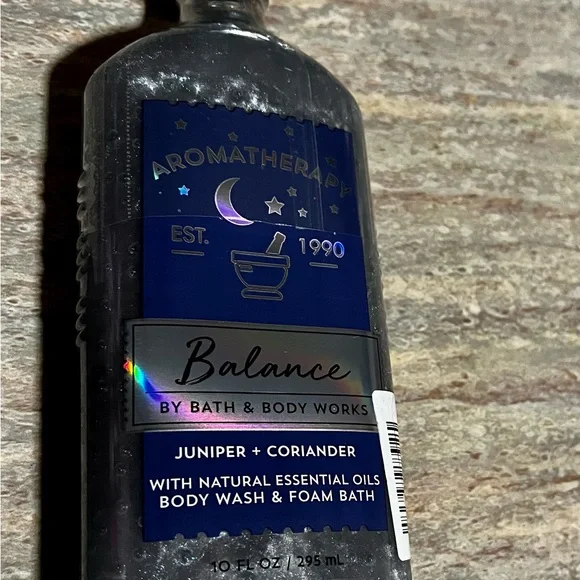 AROMATHERAPY
EST. 1990
Balance
BY BATH & BODY WORKS
JUNIPER + CORIANDER
WITH NATURAL ESSENTIAL OILS
BODY WASH & FOAM BATH
10 FL OZ / 295 mL